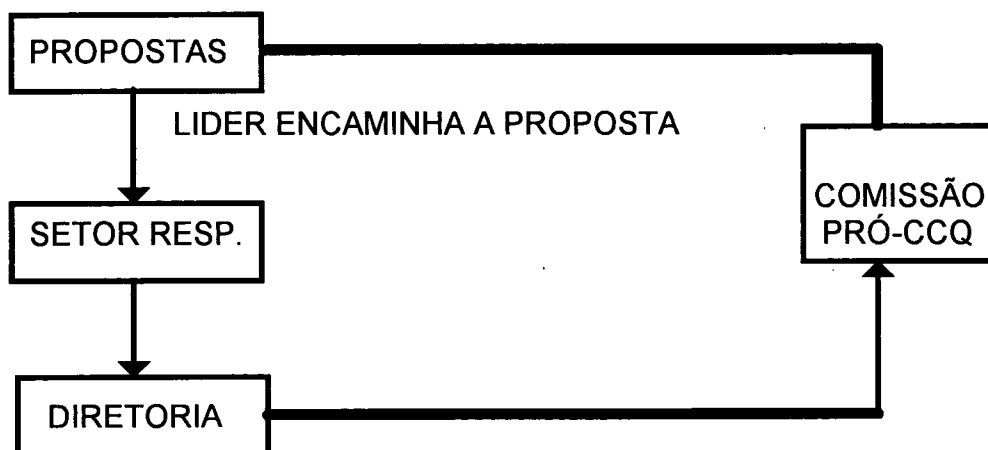 PROPOSTAS
LIDER ENCAMINHA A PROPOSTA
COMISSÃO
PRÓ-CCQ
SETOR RESP.
DIRETORIA